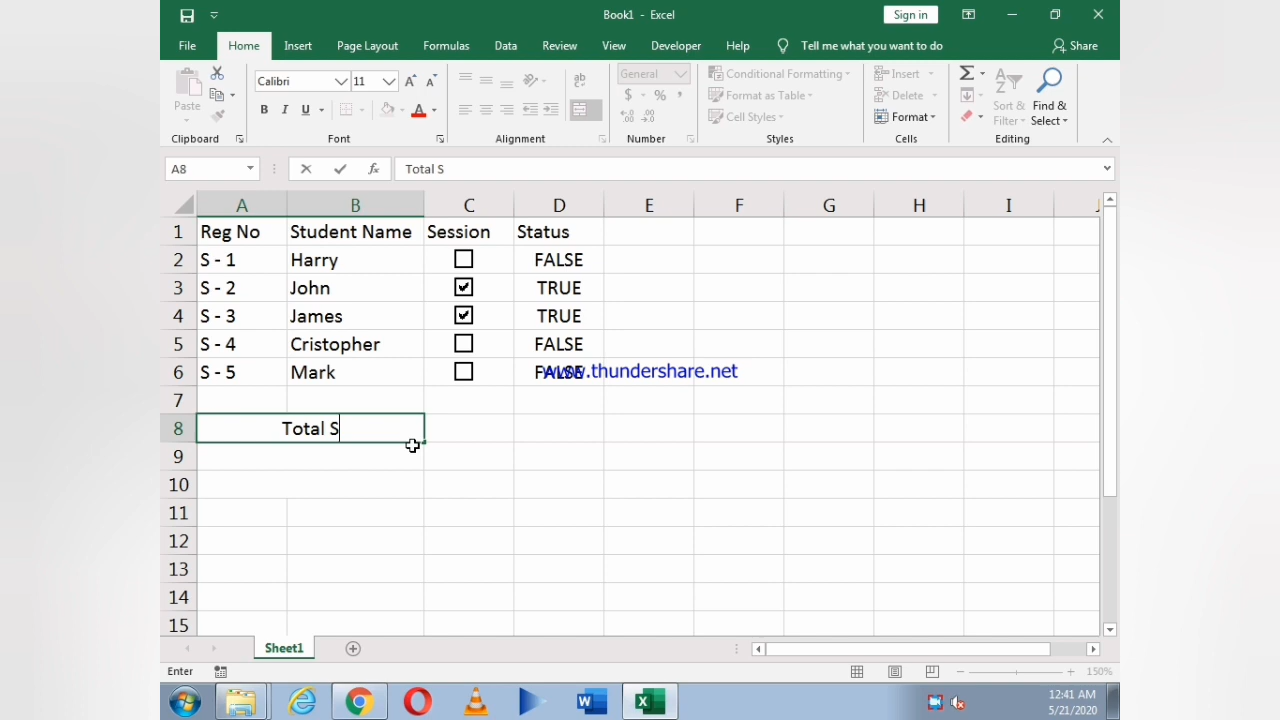 Book1 - Excel
Sign in
File Home Insert Page Layout Formulas Data Review View Developer Help Tell me what you want to do Share
Calibri 11 General Conditional Formatting Insert
Paste Format as Table Delete Sort & Find &
B I U A $ % , Cell Styles Format Filter Select
Clipboard Font Alignment Number Styles Cells Editing
A8 fx Total S
A B C D E F G H I J
1 Reg No Student Name Session Status
2 S - 1 Harry FALSE
3 S - 2 John TRUE
4 S - 3 James TRUE
5 S - 4 Cristopher FALSE
6 S - 5 Mark FALSE www.thundershare.net
7
8 Total S
9
10
11
12
13
14
15
Sheet1
Enter 150%
12:41 AM
5/21/2020